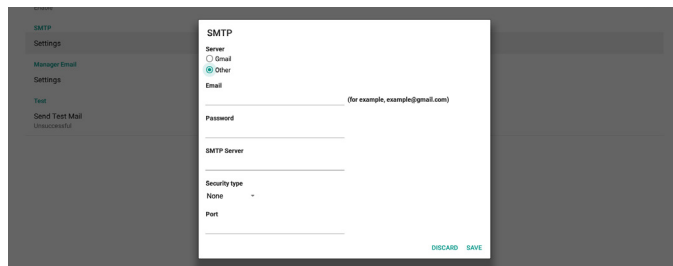 Enable
SMTP
Settings
Manager Email
Settings
Test
Send Test Mail
Unsuccessful
SMTP
Server
Gmail
Other
Email
(for example, example@gmail.com)
Password
SMTP Server
Security type
None
Port
DISCARD SAVE